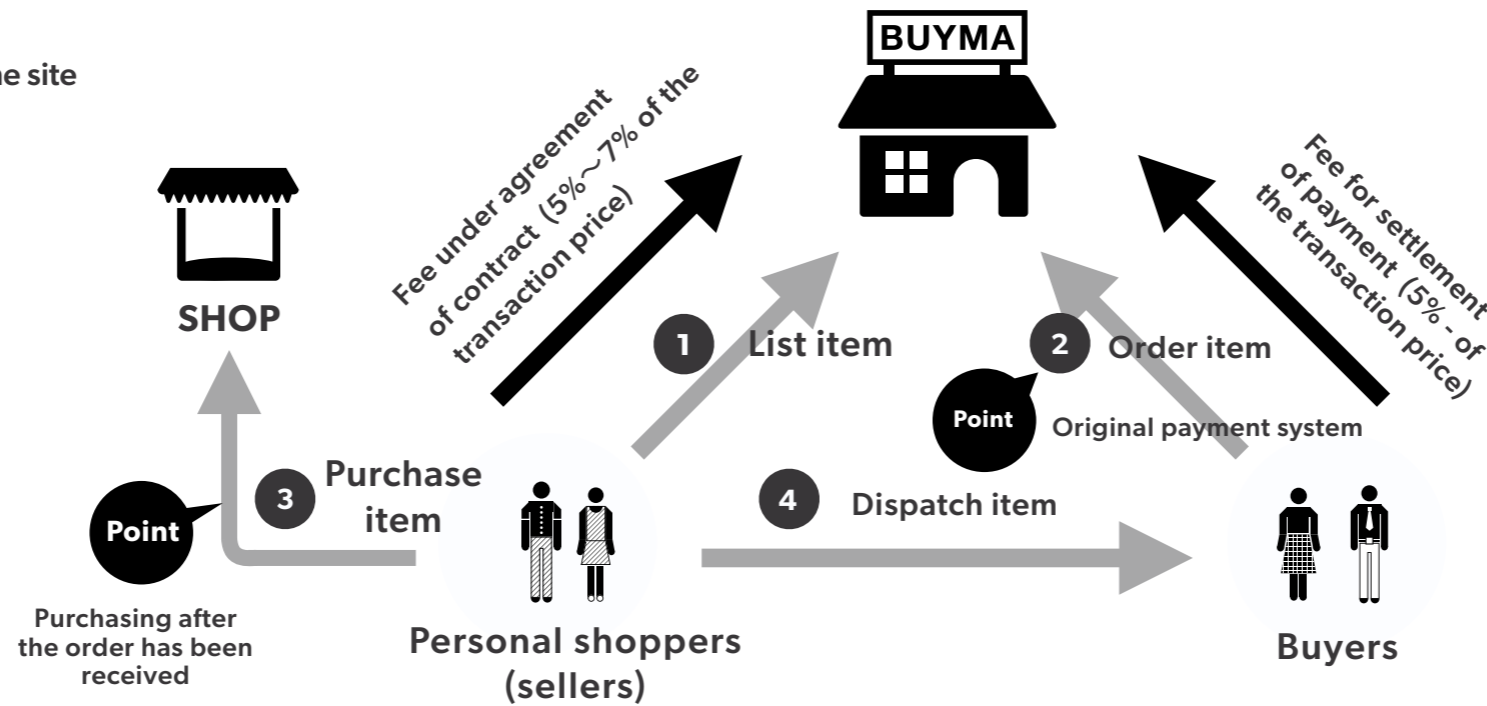 ne site
BUYMA
Fee under agreement
of contract (5%～7% of the
transaction price)
Fee for settlement
of payment (5% - of
the transaction price)
SHOP
1 List item
2 Order item
Point
Original payment system
3 Purchase
item
Point
Purchasing after
the order has been
received
4 Dispatch item
Personal shoppers
(sellers)
Buyers